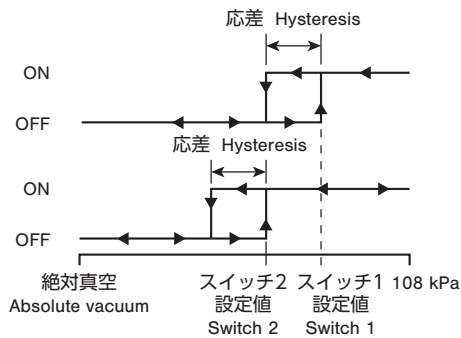 応差 Hysteresis
ON
OFF
応差 Hysteresis
ON
OFF
絶対真空
Absolute vacuum
スイッチ2
設定値
Switch 2
スイッチ1
設定値
Switch 1
108 kPa